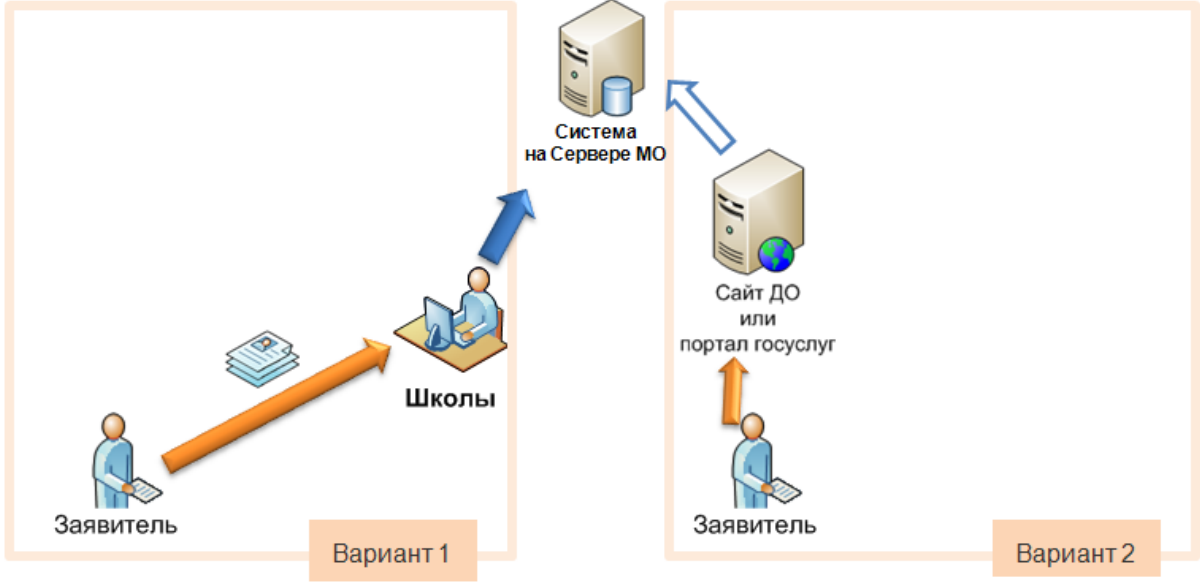 Система
на Сервере МО
Сайт ДО
или
портал госуслуг
Школы
Заявитель
Заявитель
Вариант 1
Вариант 2